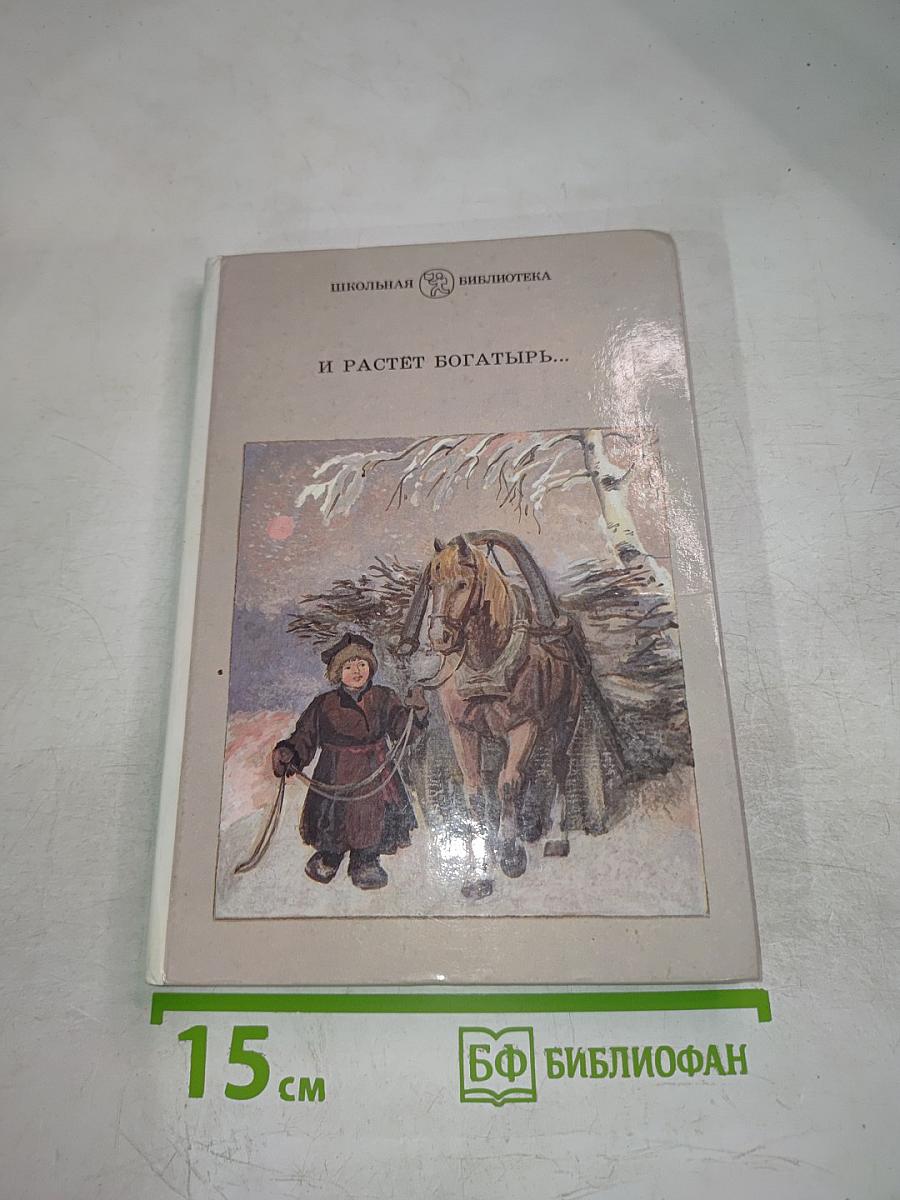 ШКОЛЬНАЯ БИБЛИОТЕКА
И РАСТЕТ БОГАТЫРЬ...
15 см
БФ БИБЛИОФАН